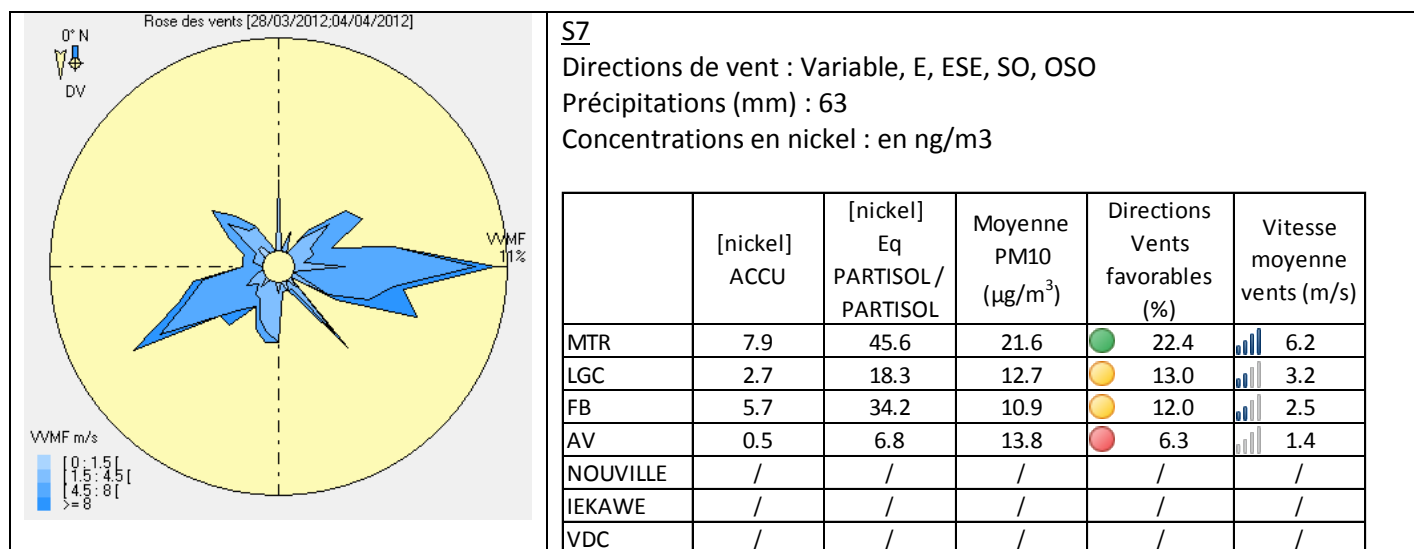 Rose des vents [28/03/2012;04/04/2012]
0° N
DV
VVMF
11%
VVMF m/s
[ 0 : 1.5 [
[ 1.5 : 4.5 [
[ 4.5 : 8 [
>= 8
S7
Directions de vent : Variable, E, ESE, SO, OSO
Précipitations (mm) : 63
Concentrations en nickel : en ng/m3
[nickel] ACCU
[nickel] Eq PARTISOL / PARTISOL
Moyenne PM10 (µg/m³)
Directions Vents favorables (%)
Vitesse moyenne vents (m/s)
MTR 7.9 45.6 21.6 22.4 6.2
LGC 2.7 18.3 12.7 13.0 3.2
FB 5.7 34.2 10.9 12.0 2.5
AV 0.5 6.8 13.8 6.3 1.4
NOUVILLE / / / / /
IEKAWE / / / / /
VDC / / / / /